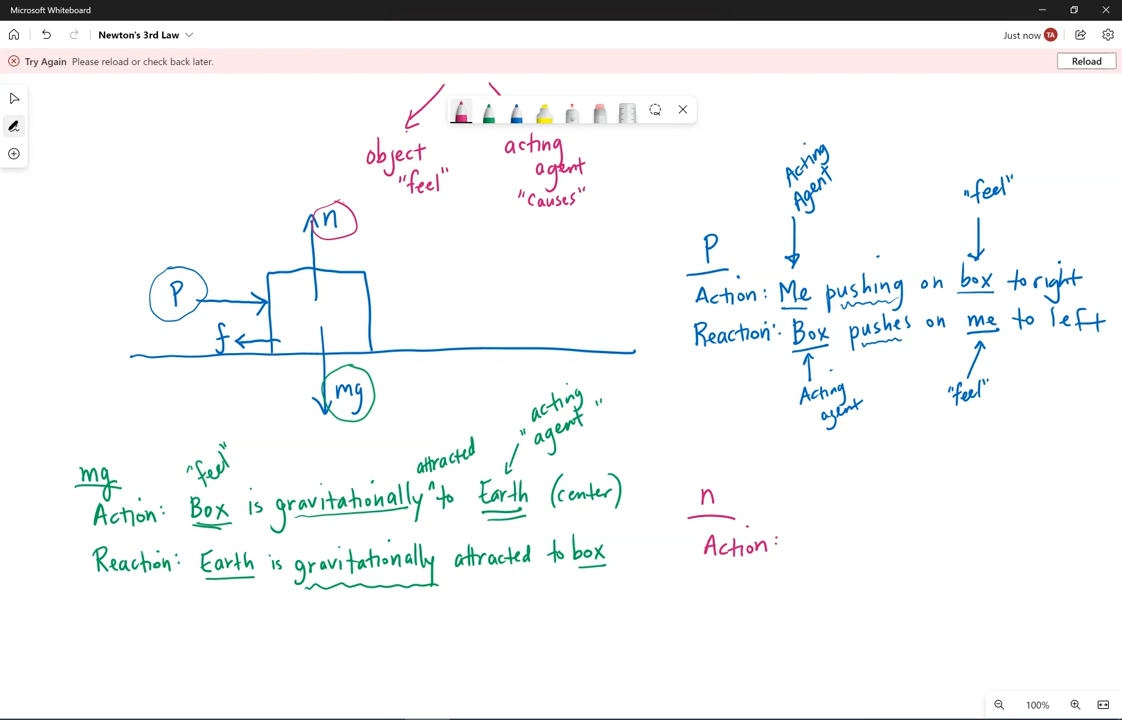 Microsoft Whiteboard
Newton's 3rd Law
Just now TA
Try Again Please reload or check back later.
Reload
object
"feel"
acting
agent
"causes"
n
P
f
mg
Acting
Agent
"feel"
P
Action: Me pushing on box to right
Reaction: Box pushes on me to left
Acting
agent
"feel"
mg
"feel"
attracted
"acting
agent"
Action: Box is gravitationally ^ to Earth (center)
Reaction: Earth is gravitationally attracted to box
n
Action:
100%